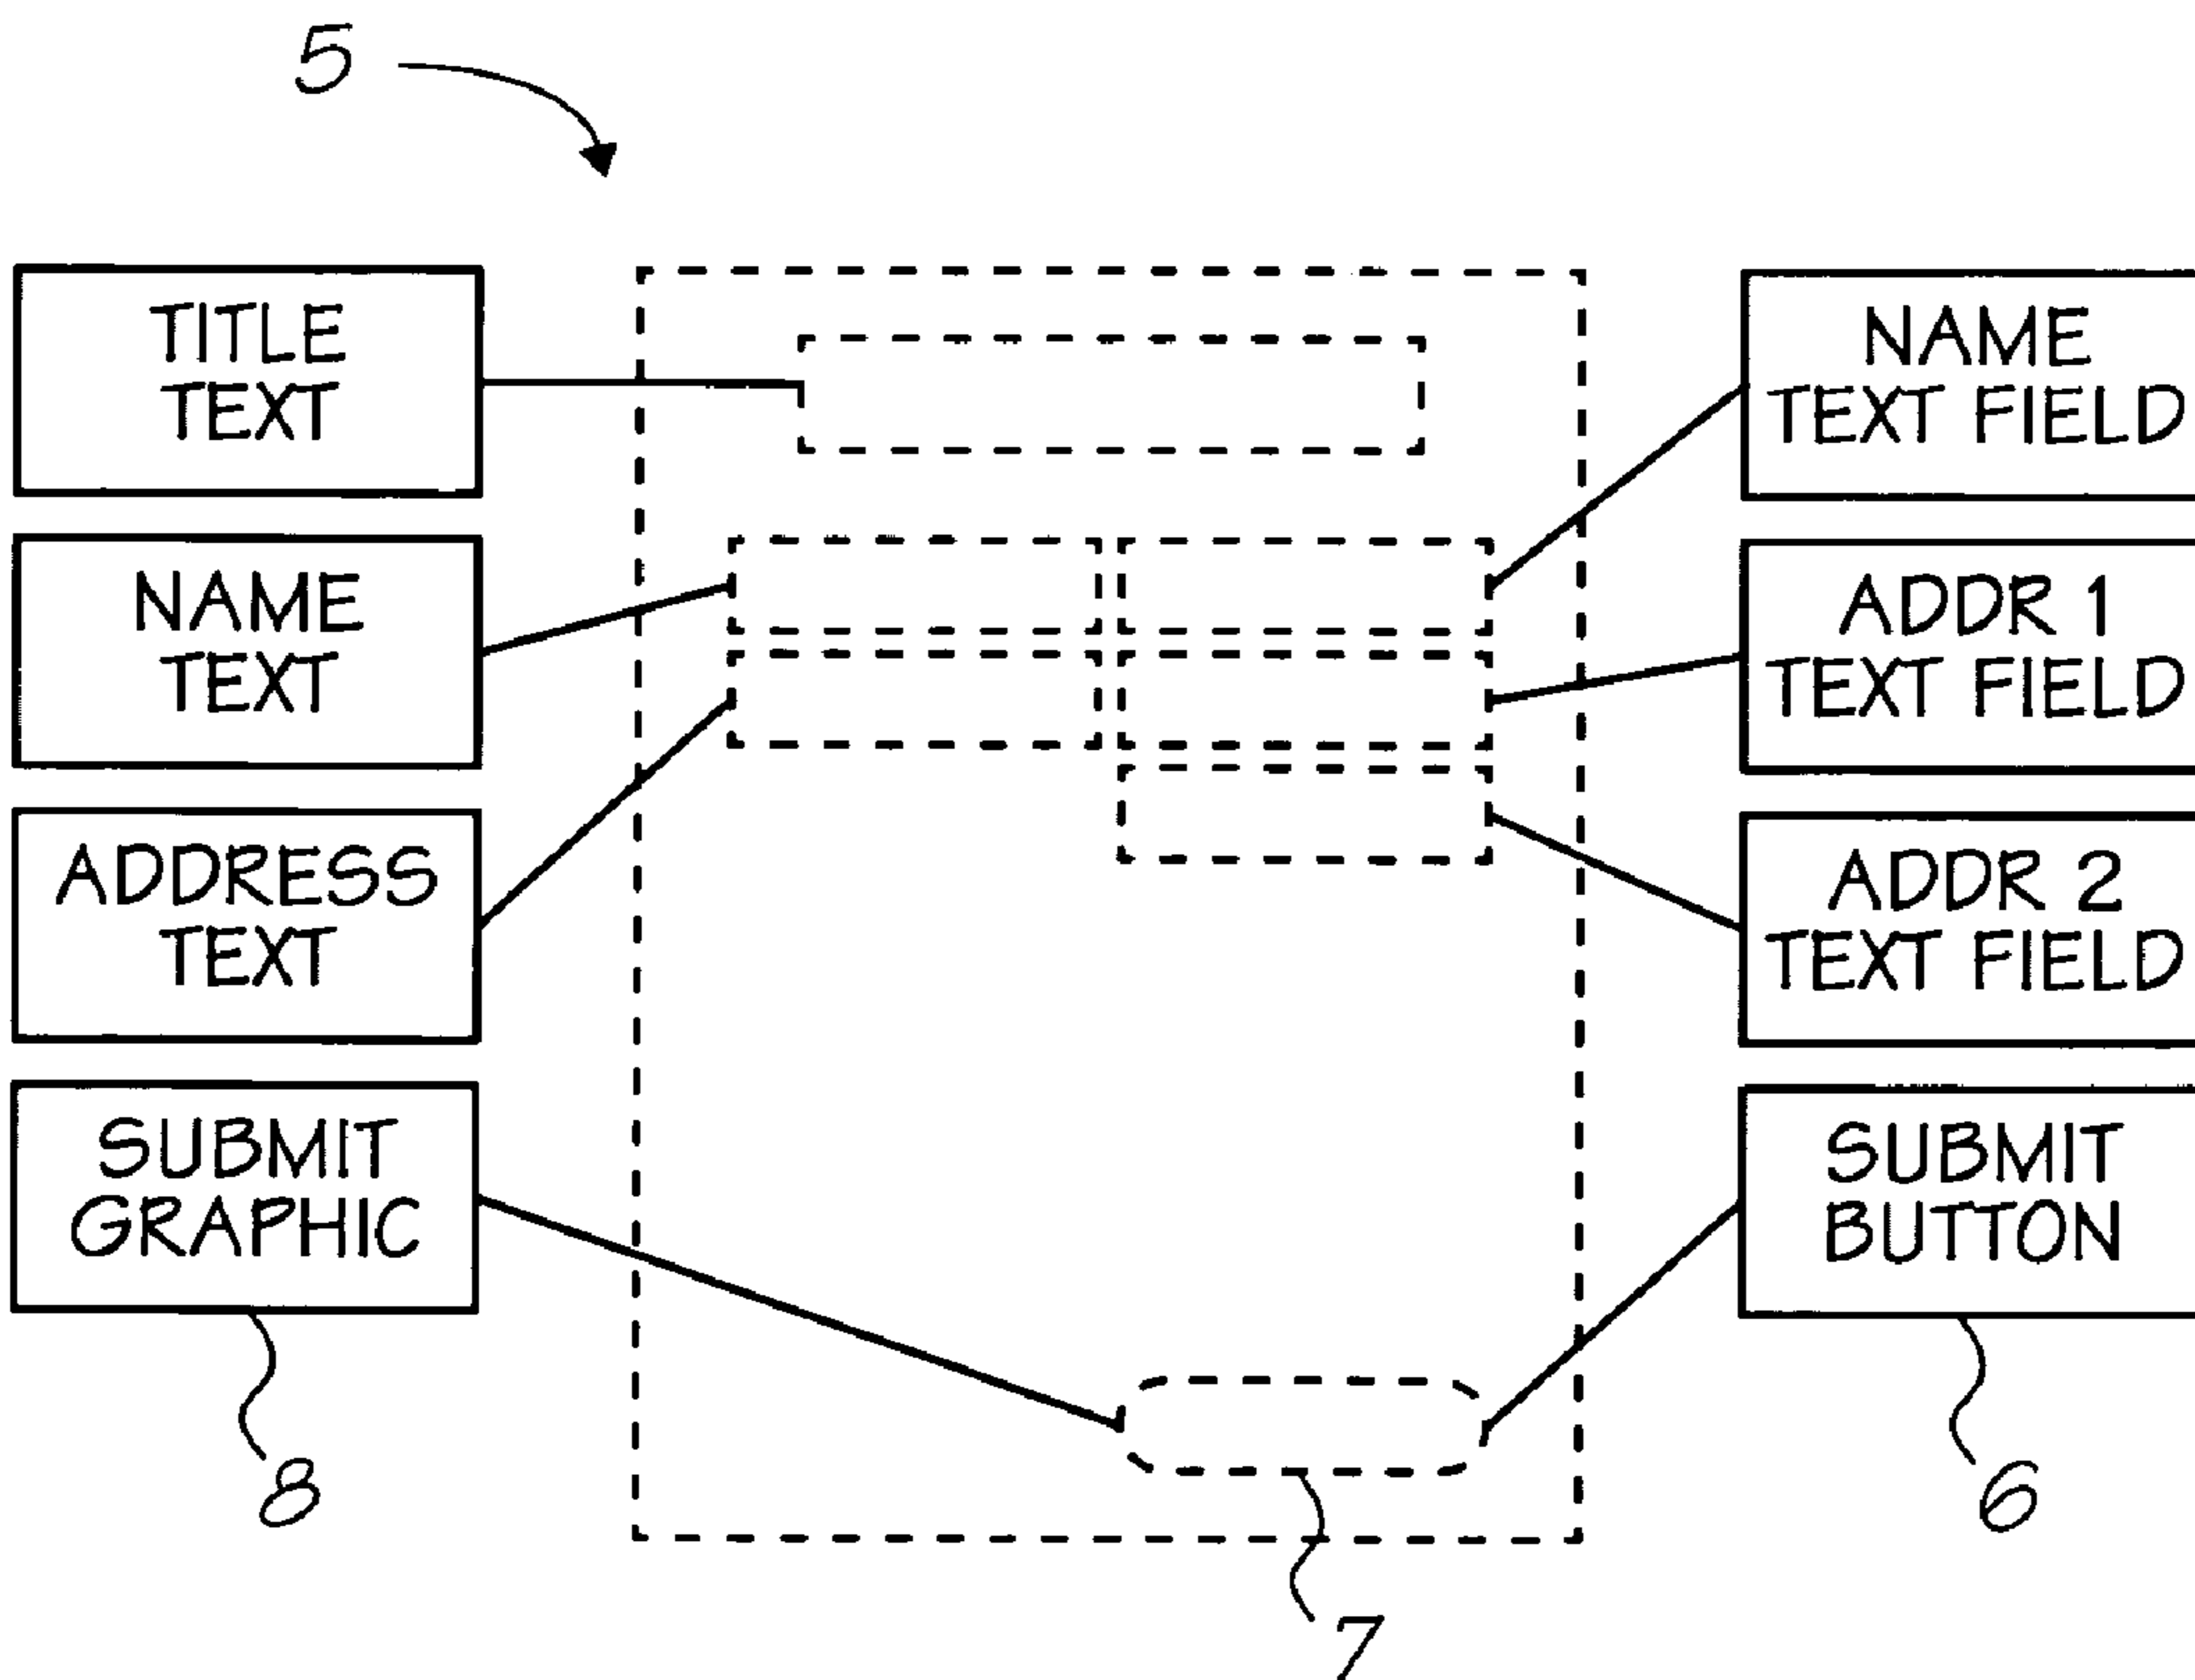 5
TITLE
TEXT
NAME
TEXT FIELD
NAME
TEXT
ADDR 1
TEXT FIELD
ADDRESS
TEXT
ADDR 2
TEXT FIELD
SUBMIT
GRAPHIC
SUBMIT
BUTTON
8
6
7